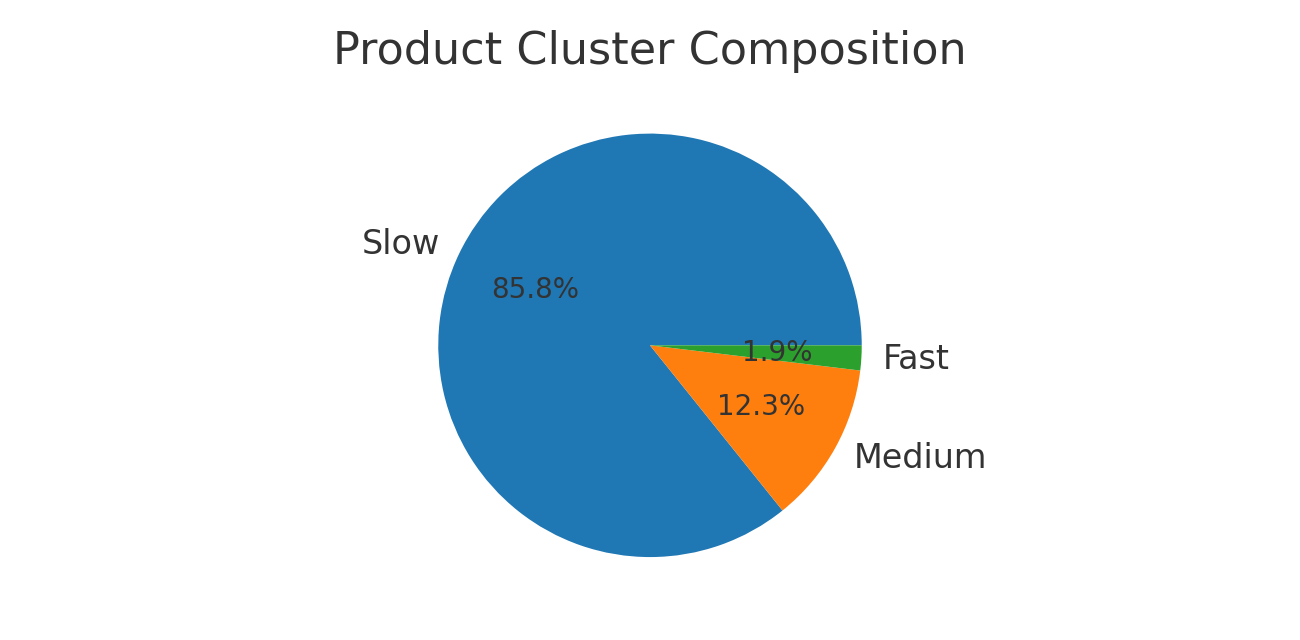 Product Cluster Composition
Slow
85.8%
1.9%
Fast
12.3%
Medium